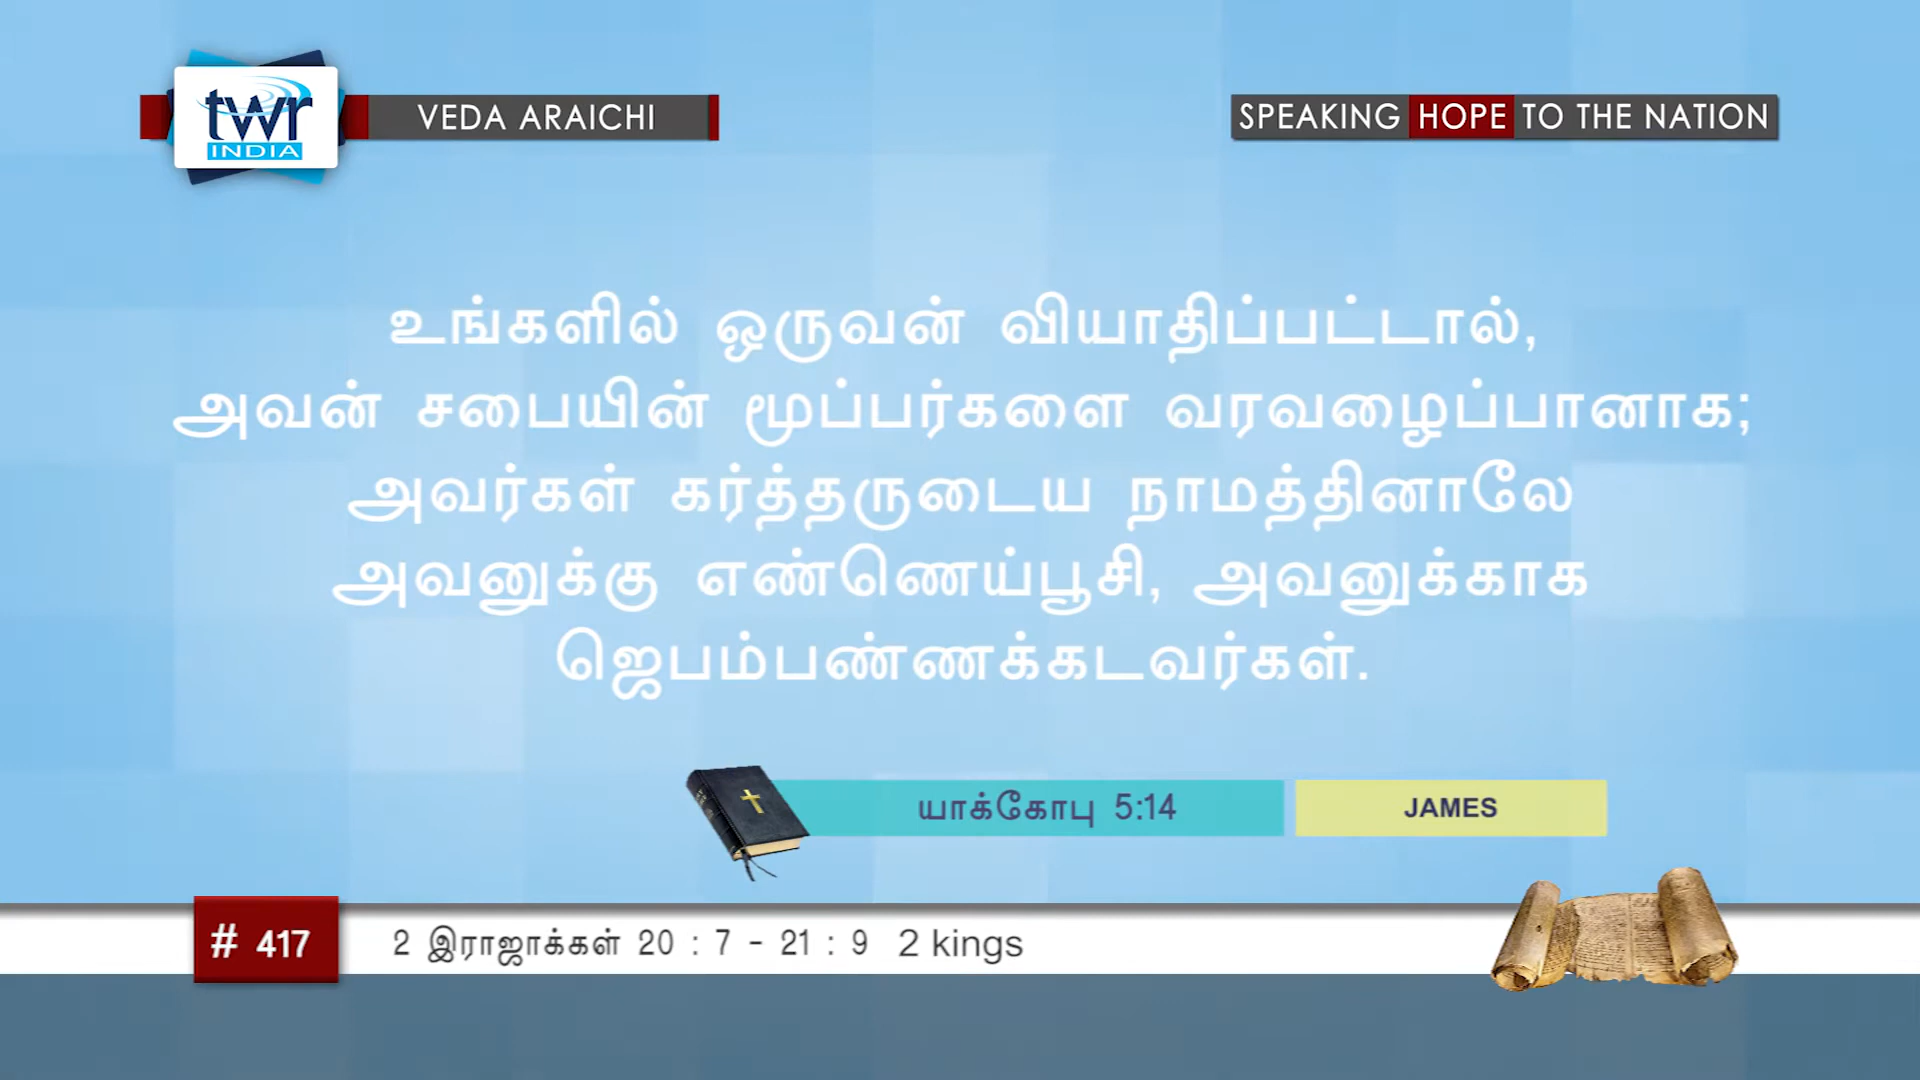 twr
INDIA
VEDA ARAICHI
SPEAKING HOPE TO THE NATION
உங்களில் ஒருவன் வியாதிப்பட்டால்,
அவன் சபையின் மூப்பர்களை வரவழைப்பானாக;
அவர்கள் கர்த்தருடைய நாமத்தினாலே
அவனுக்கு எண்ணெய்பூசி, அவனுக்காக
ஜெபம்பண்ணக்கடவர்கள்.
யாக்கோபு 5:14
JAMES
# 417
2 இராஜாக்கள் 20 : 7 - 21 : 9 2 kings